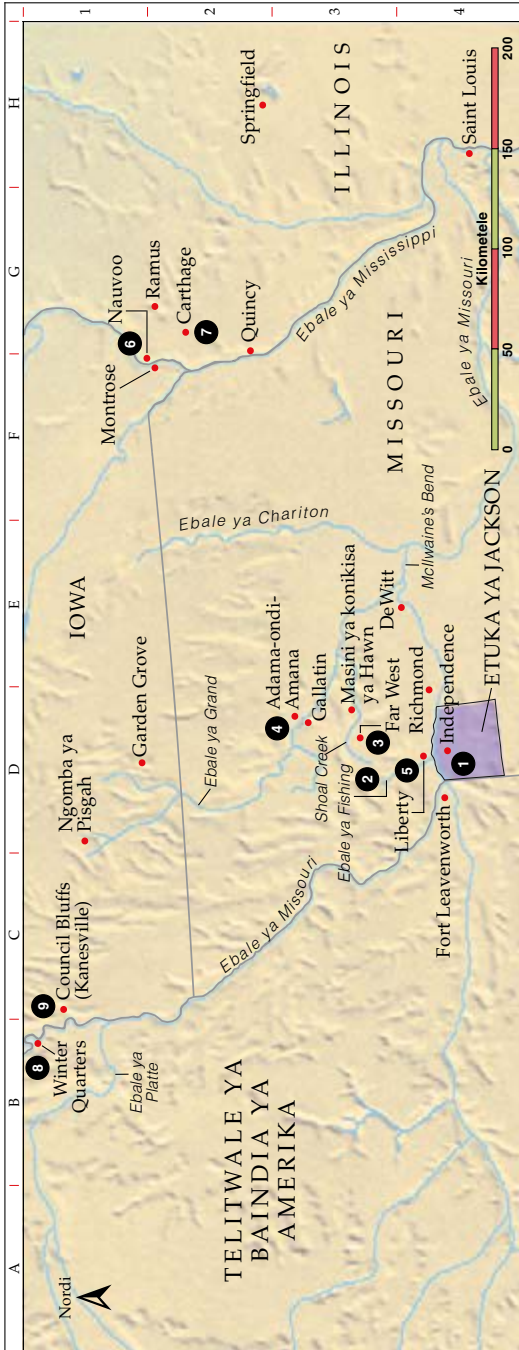 A
B
C
D
E
F
G
H
1
2
3
4
Nordi
8
Winter
Quarters
9
Council Bluffs
(Kanesville)
Ebale ya
Platte
TELITWALE YA
BAINDIA YA
AMERIKA
Ngomba ya
Pisgah
Garden Grove
IOWA
Ebale ya Grand
Ebale ya Missouri
4
Adama-ondi-
Amana
Gallatin
Shoal Creek
Masini ya konikisa
ya Hawn
3
Far West
2
Ebale ya Fishing
5
Liberty
Richmond
DeWitt
McIlwaine's Bend
Ebale ya Chariton
Fort Leavenworth
1
Independence
ETUKA YA JACKSON
Montrose
6
Nauvoo
Ramus
Carthage
7
Quincy
Ebale ya Mississippi
MISSOURI
Ebale ya Missouri
Springfield
ILLINOIS
Saint Louis
Kilometele
0
50
100
150
200